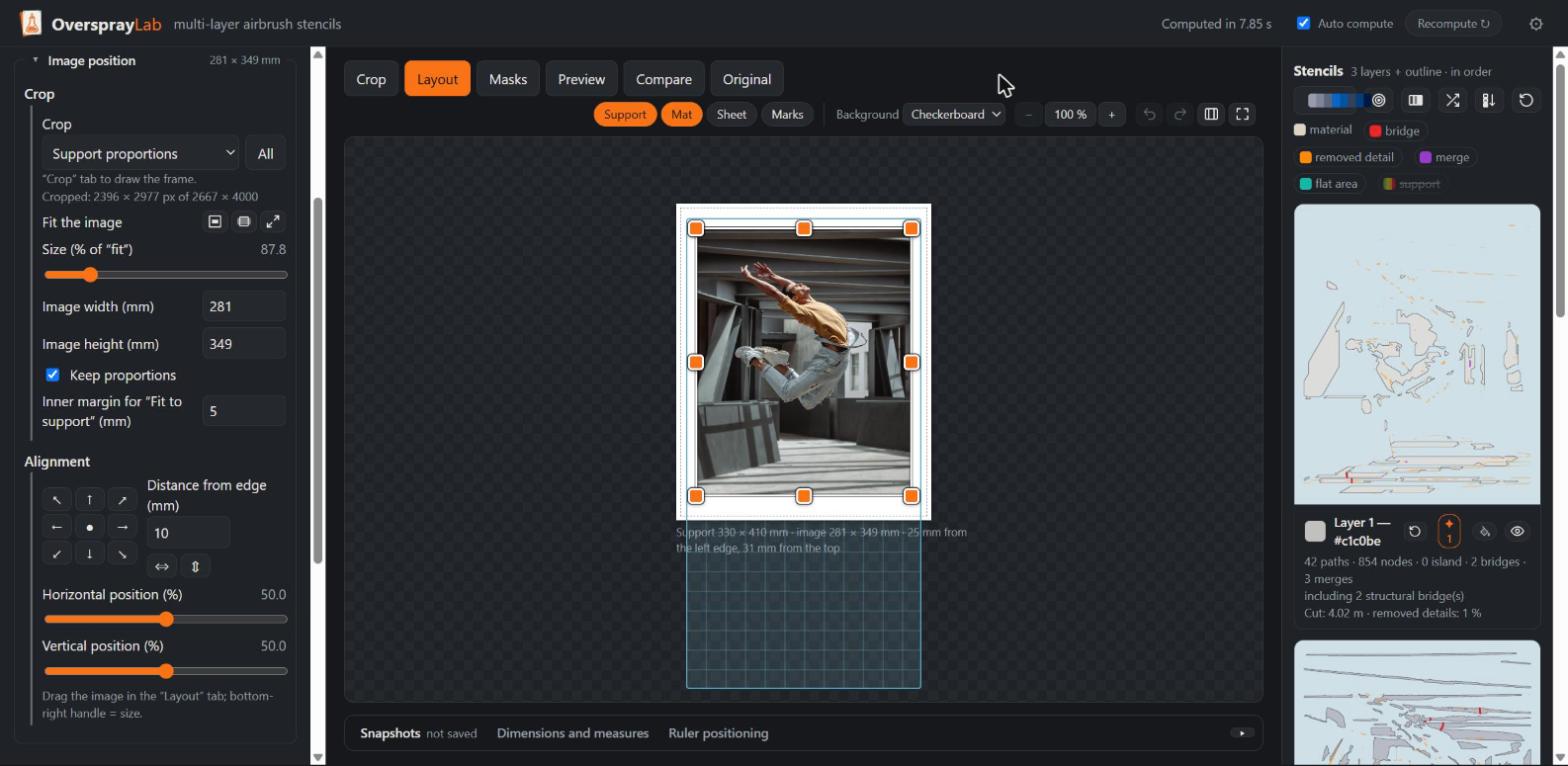 OversprayLab multi-layer airbrush stencils
Computed in 7.85 s
Auto compute
Recompute ↻
Image position
281 × 349 mm
Crop
Crop
Support proportions
All
“Crop” tab to draw the frame.
Cropped: 2396 × 2977 px of 2667 × 4000
Fit the image
Size (% of “fit”)
87.8
Image width (mm)
281
Image height (mm)
349
Keep proportions
Inner margin for “Fit to
support” (mm)
5
Alignment
Distance from edge
(mm)
10
Horizontal position (%)
50.0
Vertical position (%)
50.0
Drag the image in the “Layout” tab; bottom-
right handle = size.
Crop
Layout
Masks
Preview
Compare
Original
Support
Mat
Sheet
Marks
Background
Checkerboard
−
100 %
+
Support 330 × 410 mm · image 281 × 349 mm · 25 mm from
the left edge, 31 mm from the top
Snapshots not saved
Dimensions and measures
Ruler positioning
Stencils 3 layers + outline · in order
material
bridge
removed detail
merge
flat area
support
Layer 1 —
#c1c0be
1
42 paths · 854 nodes · 0 island · 2 bridges ·
3 merges
including 2 structural bridge(s)
Cut: 4.02 m · removed details: 1 %